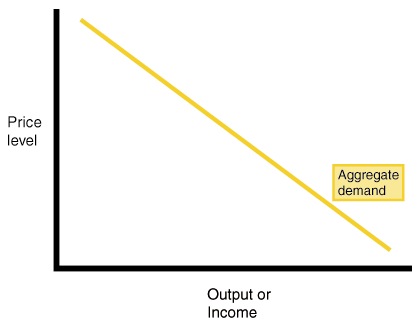 Price
level
Aggregate
demand
Output or
Income